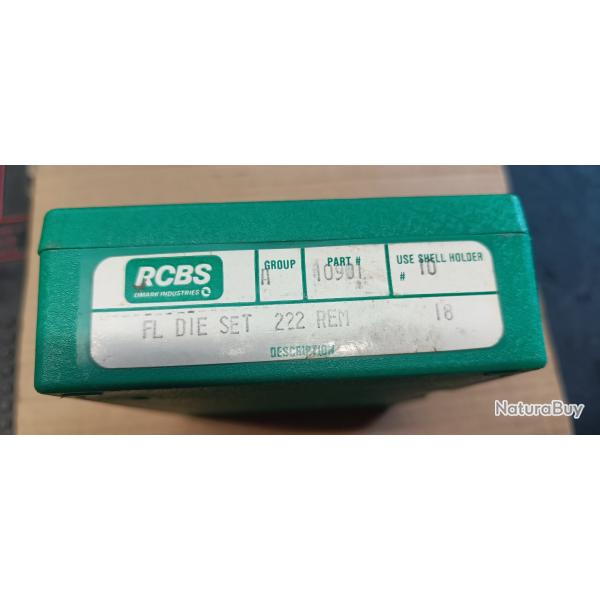 RCBS
OMARK INDUSTRIES
GROUP
A
PART #
10901
USE SHELL HOLDER
# 10
FL DIE SET 222 REM 18
DESCRIPTION
NaturaBuy